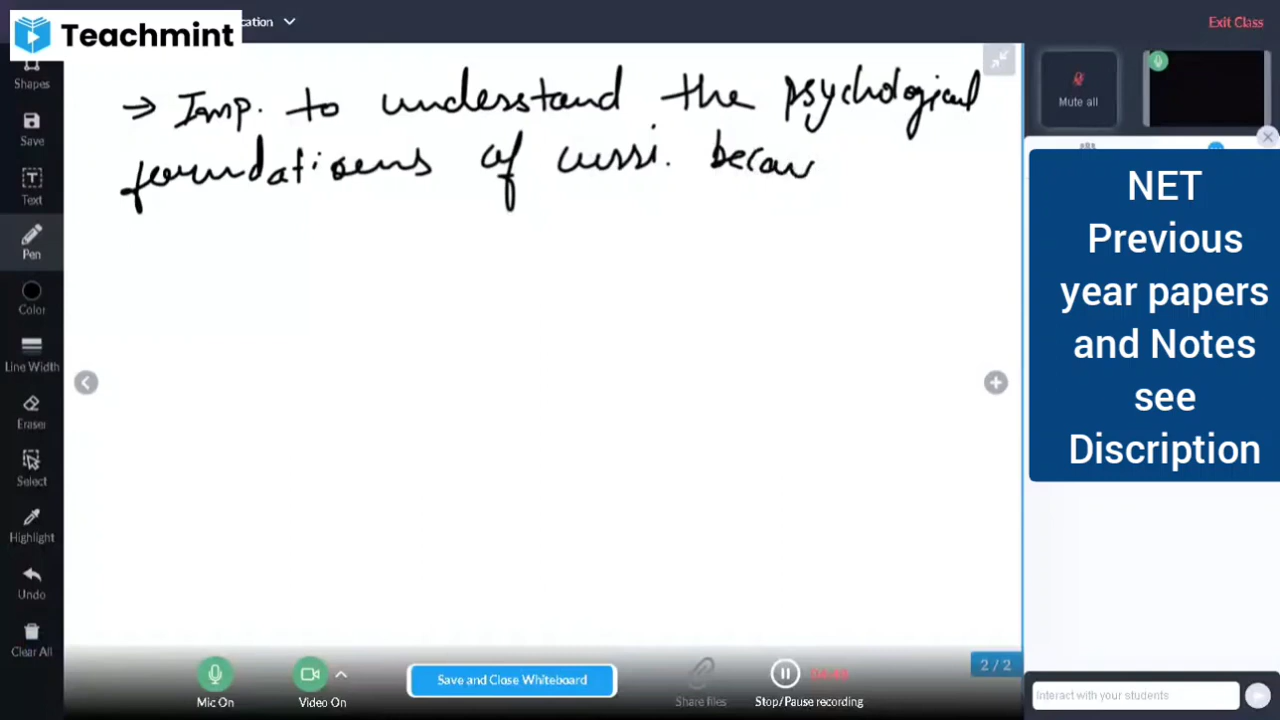 Teachmint
cation
Exit Class
Shapes
Save
Text
Pen
Color
Line Width
Eraser
Select
Highlight
Undo
Clear All
→ Imp. to understand the psychological
foundations of curri. becau
Mute all
NET
Previous
year papers
and Notes
see
Discription
2 / 2
Mic On
Video On
Save and Close Whiteboard
Share files
Stop/Pause recording
Interact with your students